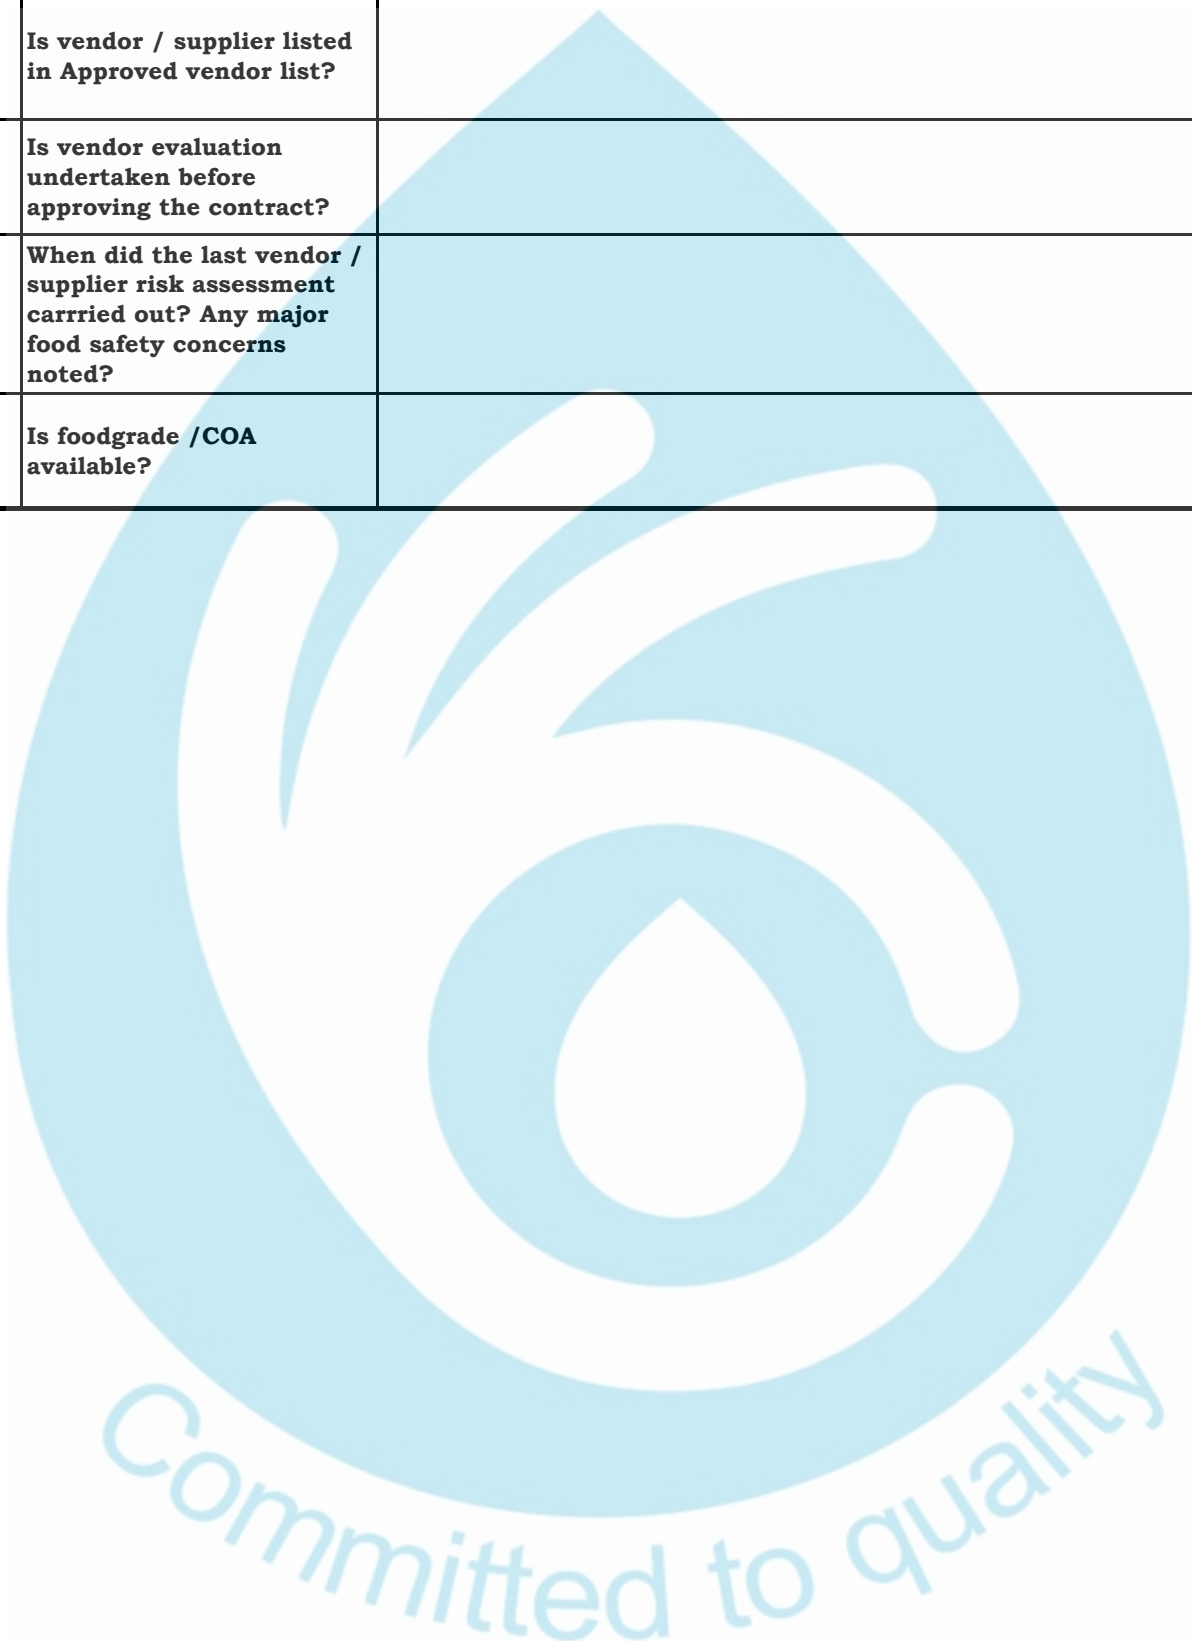 Is vendor / supplier listed
in Approved vendor list?
Is vendor evaluation
undertaken before
approving the contract?
When did the last vendor /
supplier risk assessment
carrried out? Any major
food safety concerns
noted?
Is foodgrade /COA
available?
Committed to quality